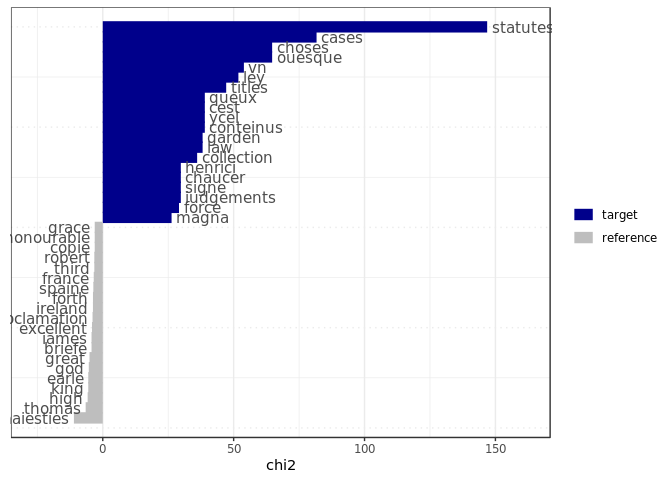 statutes
cases
choses
ouesque
vn
ley
titles
queux
cest
ycel
conteinus
garden
law
collection
henrici
chaucer
signe
judgements
force
magna
grace
honourable
copie
robert
third
france
spaine
forth
ireland
oclamation
excellent
iames
briefe
great
god
earle
king
high
thomas
naiesties
target
reference
0 50 100 150
chi2